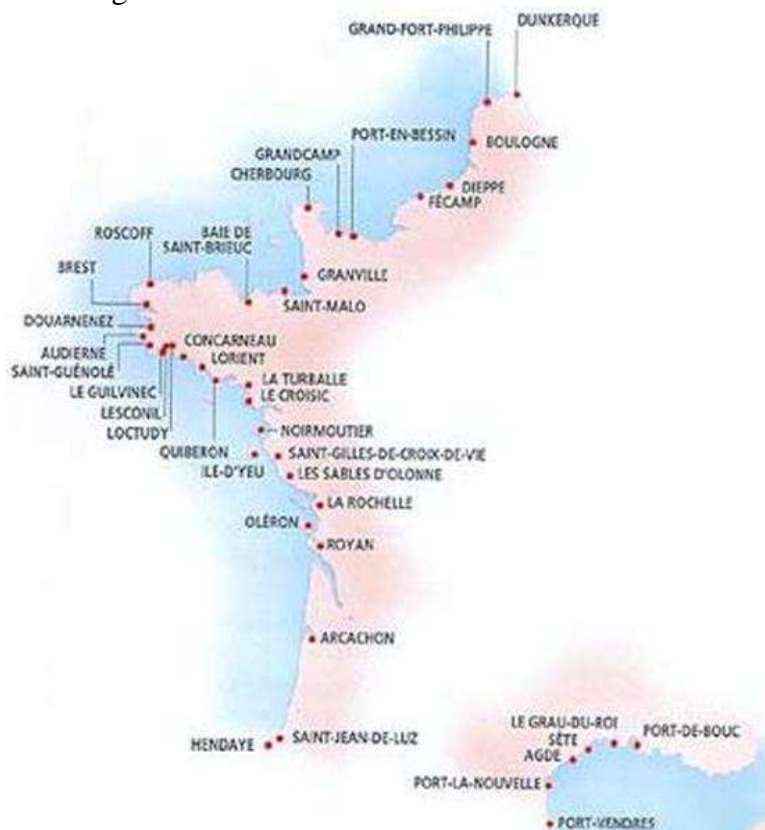 DUNKERQUE
GRAND-FORT-PHILIPPE
PORT-EN-BESSIN
BOULOGNE
GRANDCAMP
CHERBOURG
DIEPPE
FÉCAMP
ROSCOFF
BAIE DE
SAINT-BRIEUC
BREST
GRANVILLE
SAINT-MALO
DOUARNENEZ
CONCARNEAU
AUDIERNE
LORIENT
SAINT-GUÉNOLÉ
LA TURBALLE
LE GUILVINEC
LE CROISIC
LESCONIL
LOCTUDY
NOIRMOUTIER
QUIBERON
SAINT-GILLES-DE-CROIX-DE-VIE
ILE-D'YEU
LES SABLES D'OLONNE
LA ROCHELLE
OLÉRON
ROYAN
ARCACHON
LE GRAU-DU-ROI
SÈTE
PORT-DE-BOUC
HENDAYE
SAINT-JEAN-DE-LUZ
AGDE
PORT-LA-NOUVELLE
PORT-VENDRES